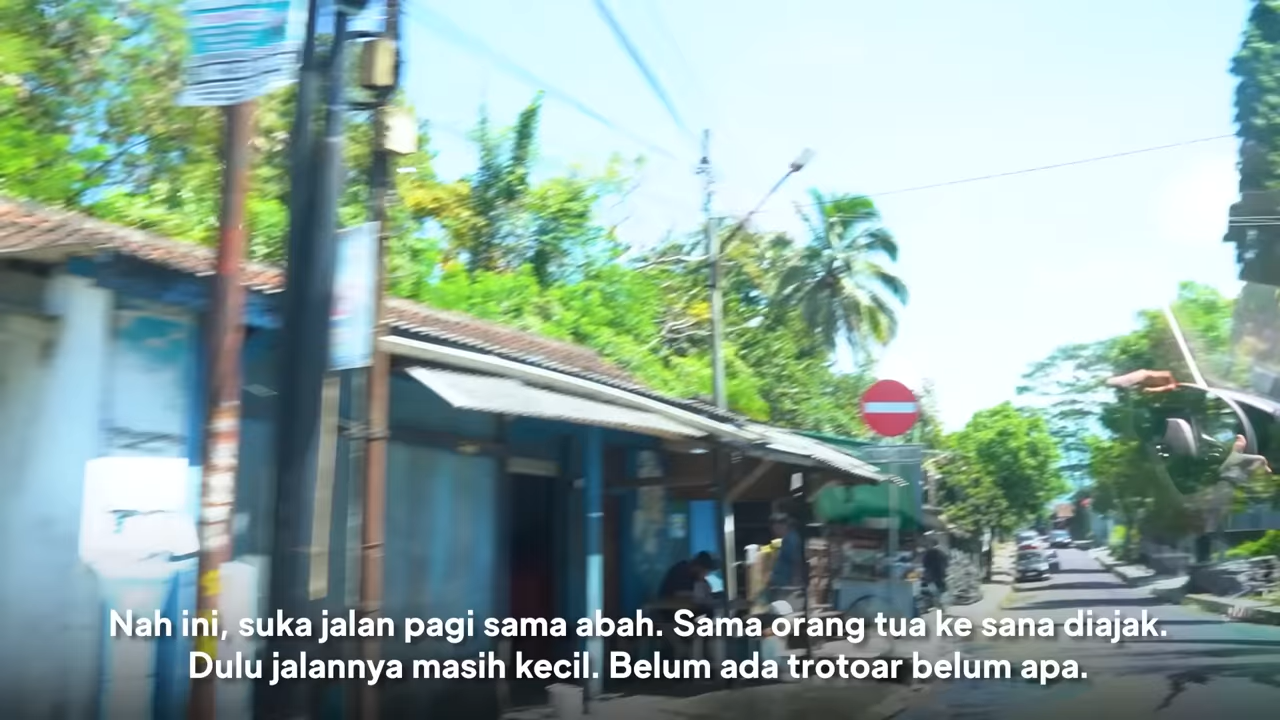 Nah ini, suka jalan pagi sama abah. Sama orang tua ke sana diajak.
Dulu jalannya masih kecil. Belum ada trotoar belum apa.